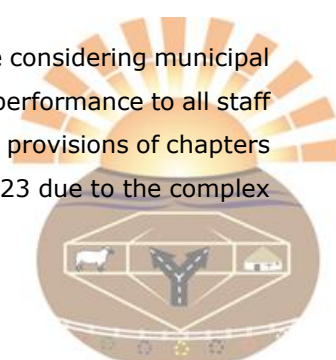 considering municipal
performance to all staff
provisions of chapters
23 due to the complex